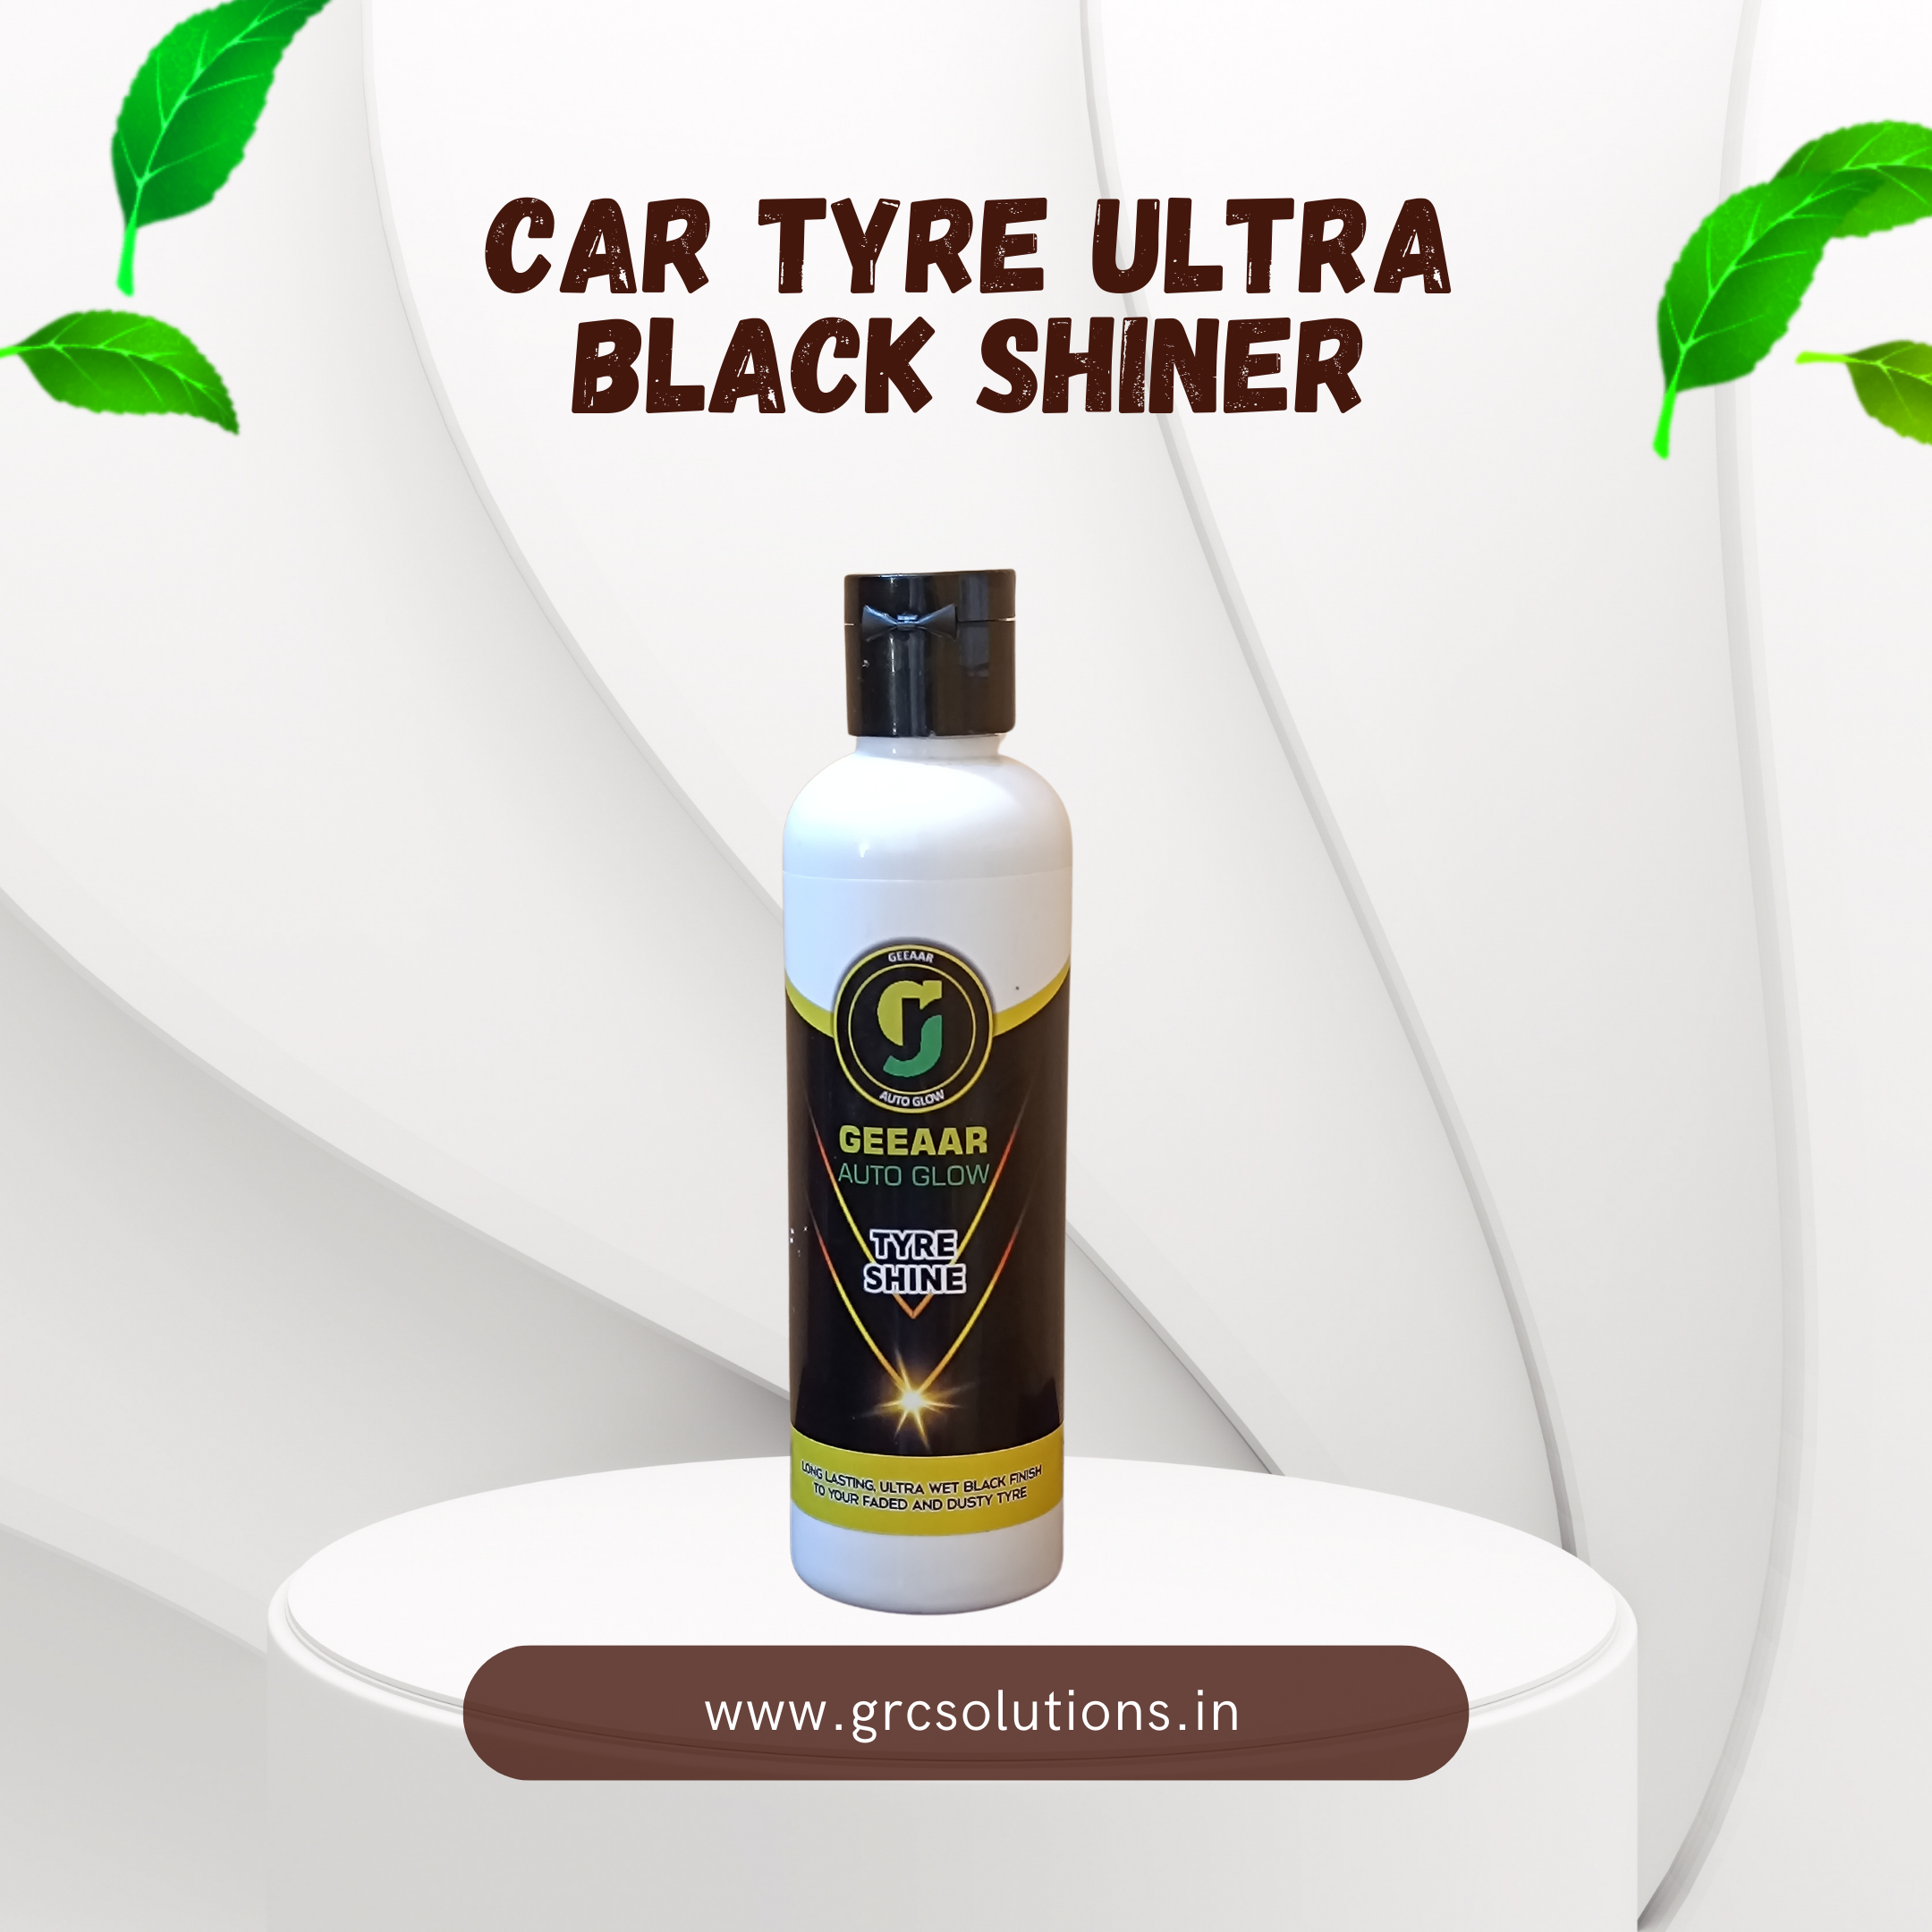 CAR TYRE ULTRA
BLACK SHINER
GEEAAR
gr
AUTO GLOW
GEEAAR
AUTO GLOW
TYRE
SHINE
LONG LASTING, ULTRA WET BLACK FINISH
TO YOUR FADED AND DUSTY TYRE
www.grcsolutions.in